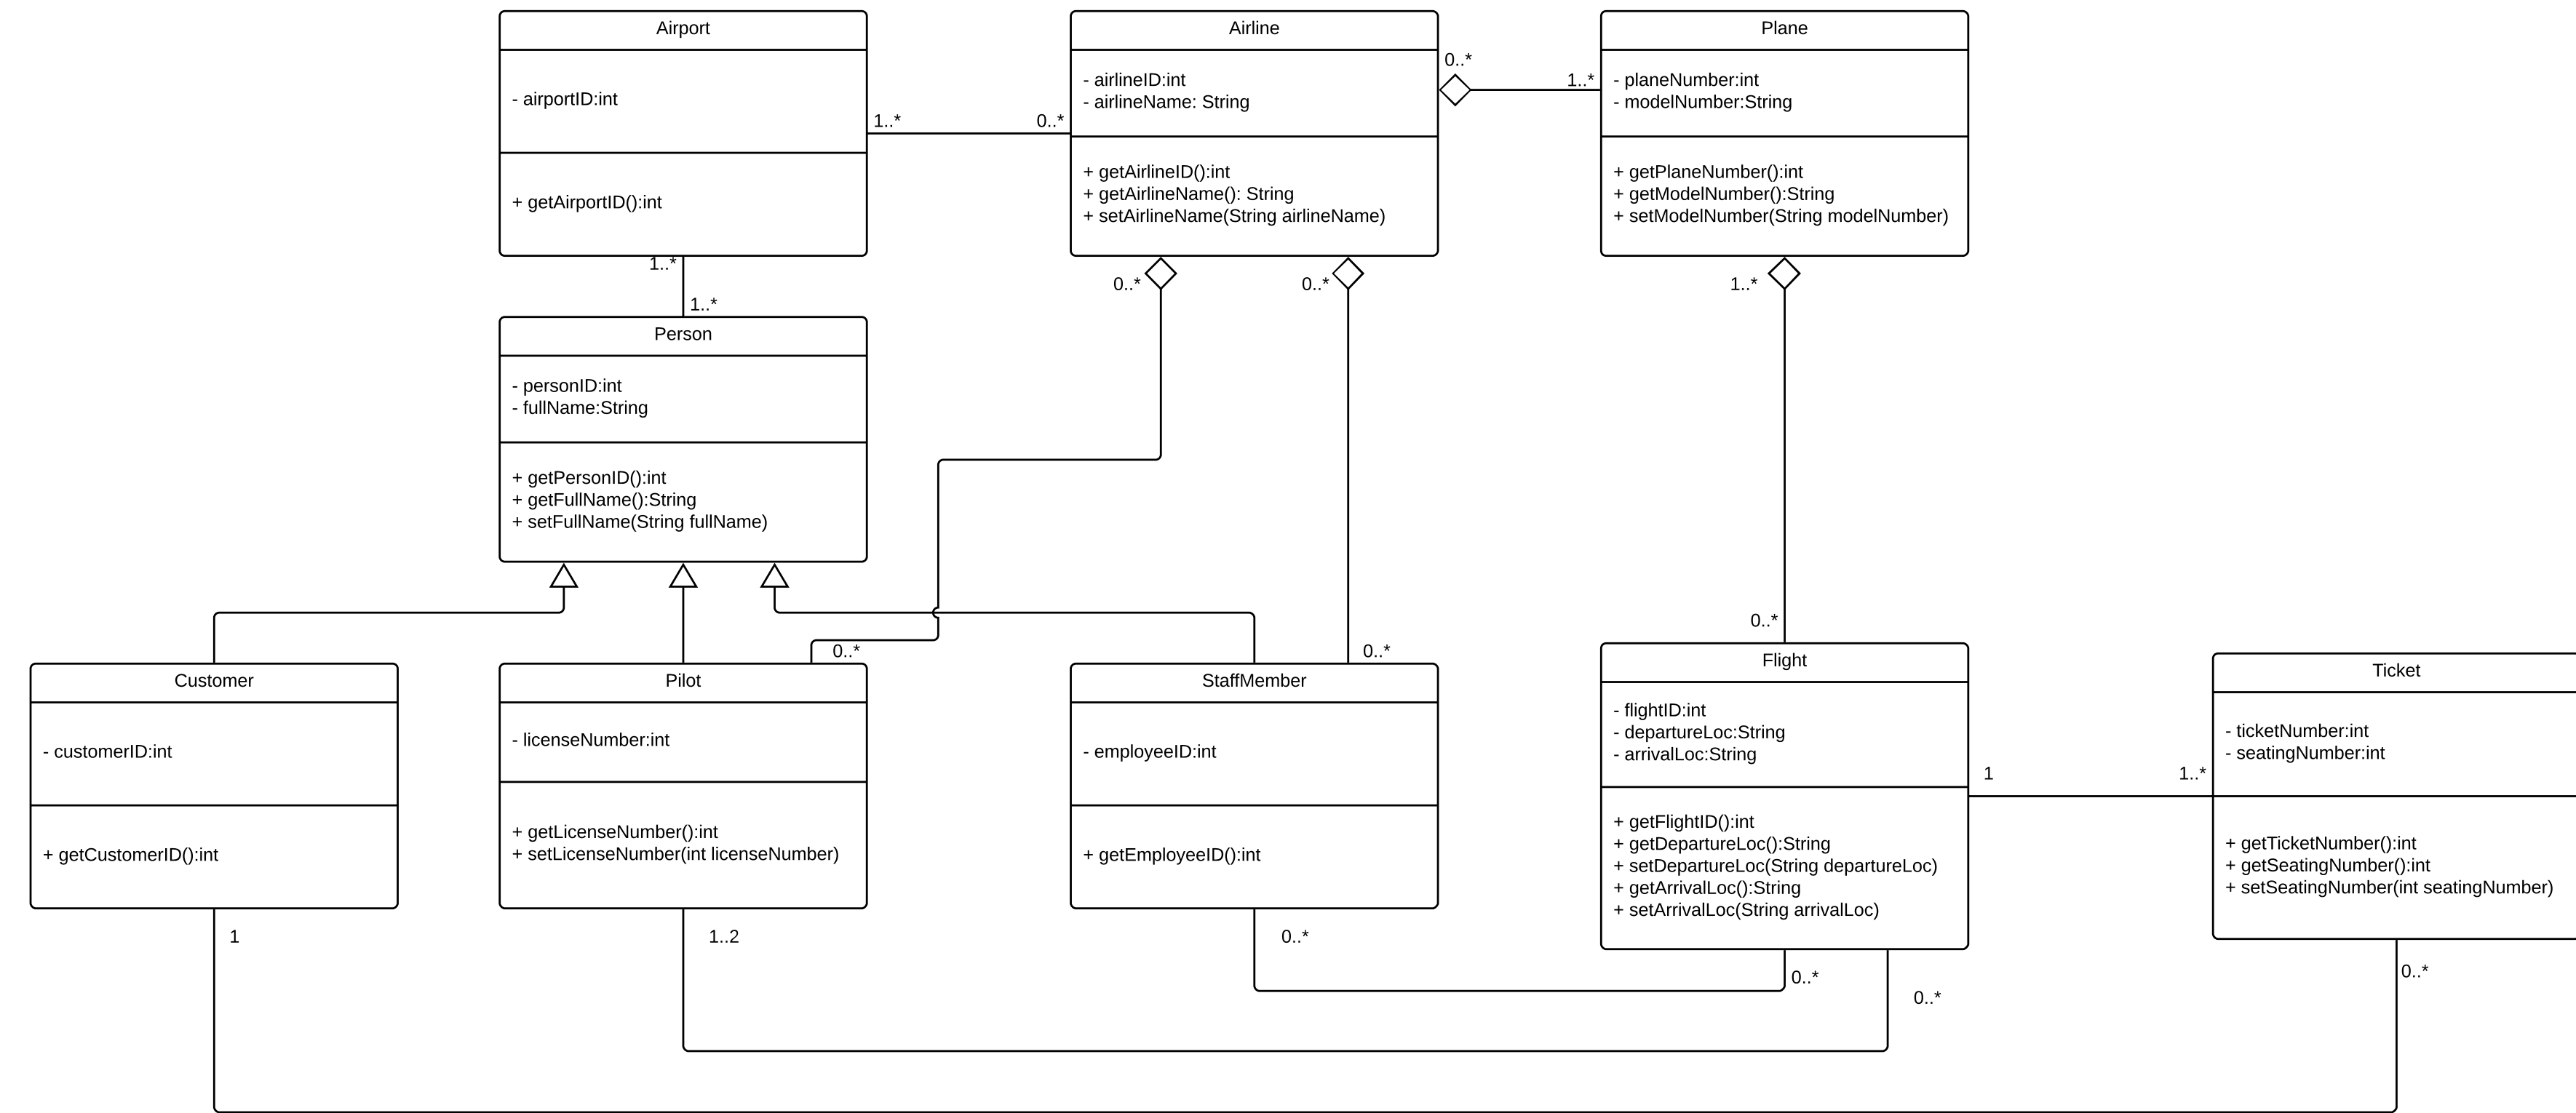 Airport
- airportID:int
+ getAirportID():int
Airline
- airlineID:int
- airlineName: String
+ getAirlineID():int
+ getAirlineName(): String
+ setAirlineName(String airlineName)
Plane
- planeNumber:int
- modelNumber:String
+ getPlaneNumber():int
+ getModelNumber():String
+ setModelNumber(String modelNumber)
1..*
0..*
0..*
1..*
1..*
1..*
0..*
0..*
1..*
Person
- personID:int
- fullName:String
+ getPersonID():int
+ getFullName():String
+ setFullName(String fullName)
0..*
0..*
0..*
Customer
- customerID:int
+ getCustomerID():int
Pilot
- licenseNumber:int
+ getLicenseNumber():int
+ setLicenseNumber(int licenseNumber)
StaffMember
- employeeID:int
+ getEmployeeID():int
Flight
- flightID:int
- departureLoc:String
- arrivalLoc:String
+ getFlightID():int
+ getDepartureLoc():String
+ setDepartureLoc(String departureLoc)
+ getArrivalLoc():String
+ setArrivalLoc(String arrivalLoc)
1
1..*
Ticket
- ticketNumber:int
- seatingNumber:int
+ getTicketNumber():int
+ getSeatingNumber():int
+ setSeatingNumber(int seatingNumber)
1
1..2
0..*
0..*
0..*
0..*